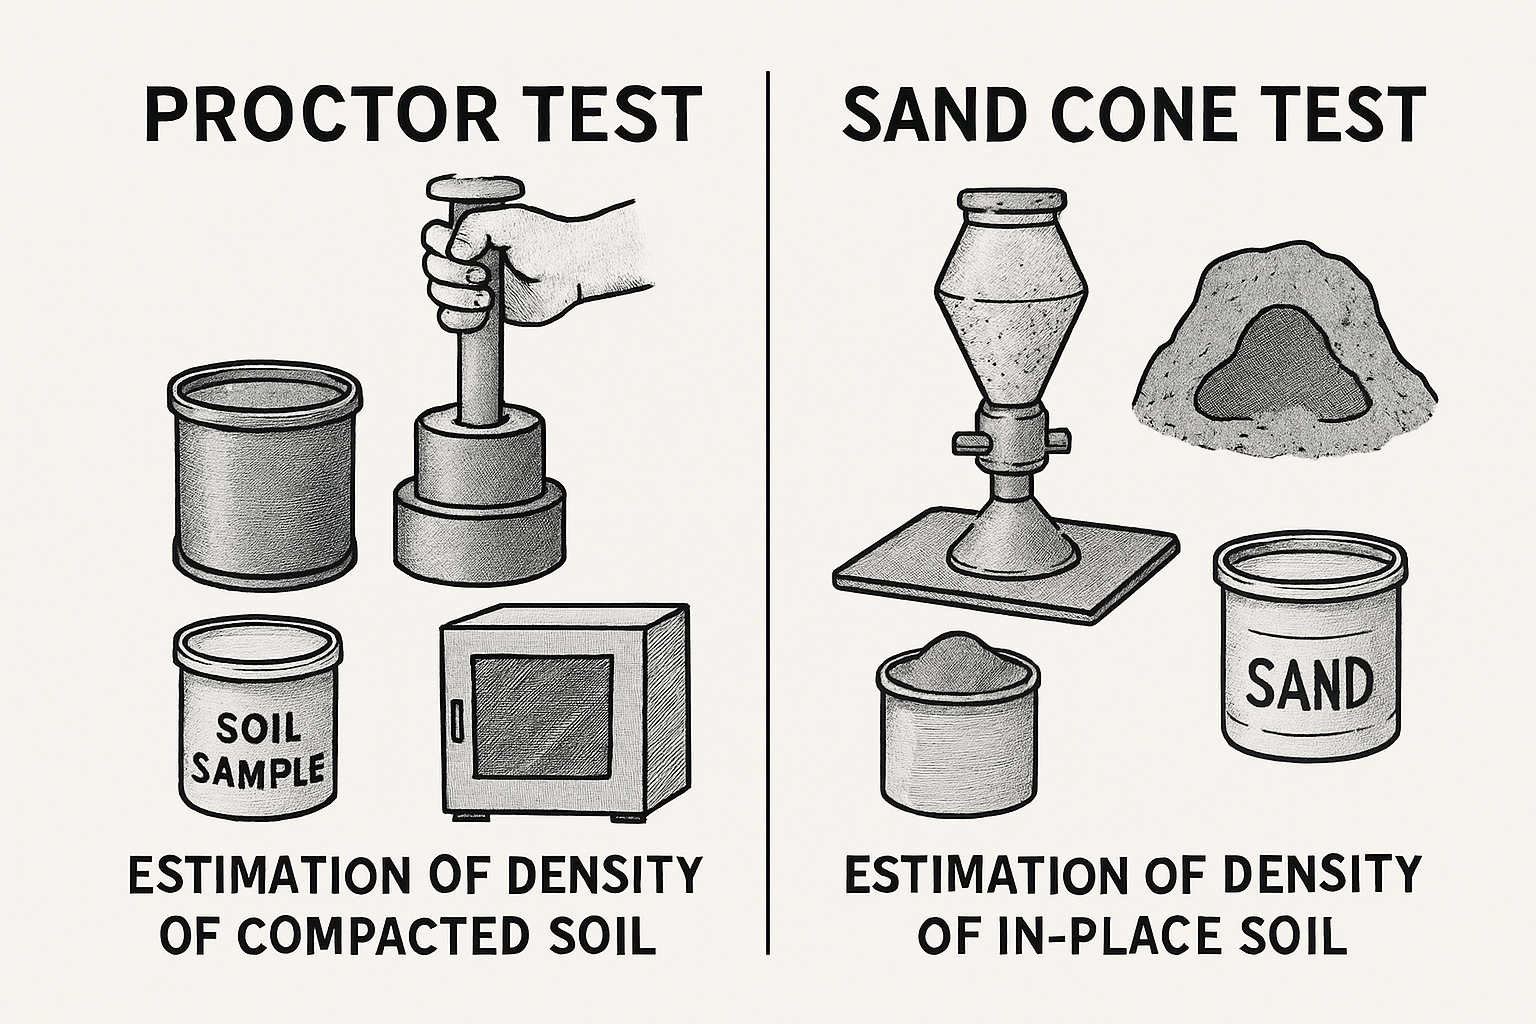 PROCTOR TEST
SOIL
SAMPLE
ESTIMATION OF DENSITY
OF COMPACTED SOIL
SAND CONE TEST
SAND
ESTIMATION OF DENSITY
OF IN-PLACE SOIL